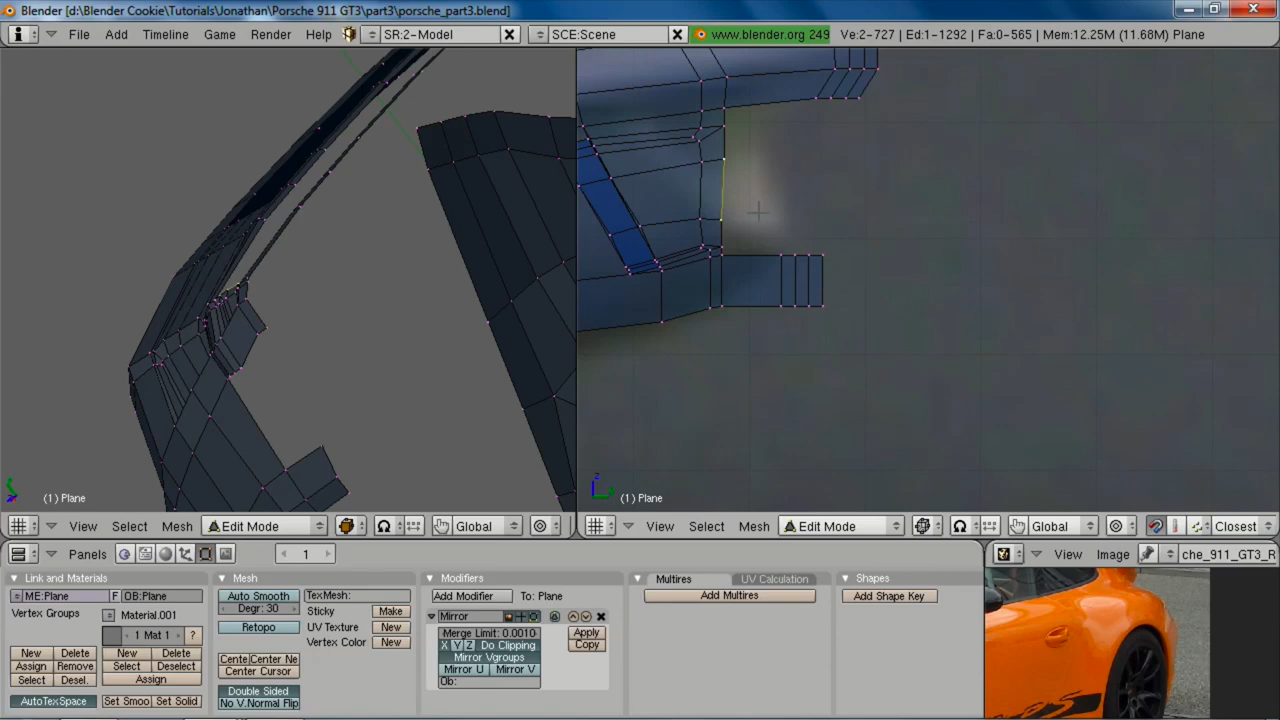 Blender [d:\Blender Cookie\Tutorials\Jonathan\Porsche 911 GT3\part3\porsche_part3.blend]
File Add Timeline Game Render Help SR:2-Model SCE:Scene www.blender.org 249 Ve:2-727 | Ed:1-1292 | Fa:0-565 | Mem:12.25M (11.68M) Plane
(1) Plane
(1) Plane
View Select Mesh Edit Mode Global
View Select Mesh Edit Mode Global Closest
Panels 1
View Image che_911_GT3_R
Link and Materials
ME:Plane F OB:Plane
Vertex Groups
Material.001
1 Mat 1 ?
New Delete New Delete
Assign Remove Select Deselect
Select Desel. Assign
AutoTexSpace Set Smoo Set Solid
Mesh
Auto Smooth TexMesh:
Degr: 30 Sticky Make
Retopo UV Texture New
Vertex Color New
Cente Center Ne
Center Cursor
Double Sided
No V.Normal Flip
Modifiers
Add Modifier To: Plane
Mirror
Merge Limit: 0.0010 Apply
X Y Z Do Clipping Copy
Mirror Vgroups
Mirror U Mirror V
Ob:
Multires UV Calculation
Add Multires
Shapes
Add Shape Key